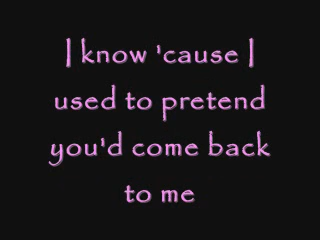 I know 'cause I
used to pretend
you'd come back
to me